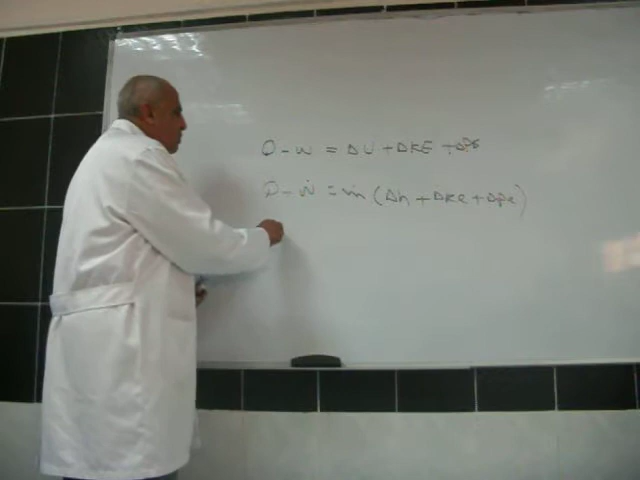 Q - W = ΔU + ΔKE + ΔPE
Q̇ - Ẇ = ṁ (Δh + Δke + Δpe)